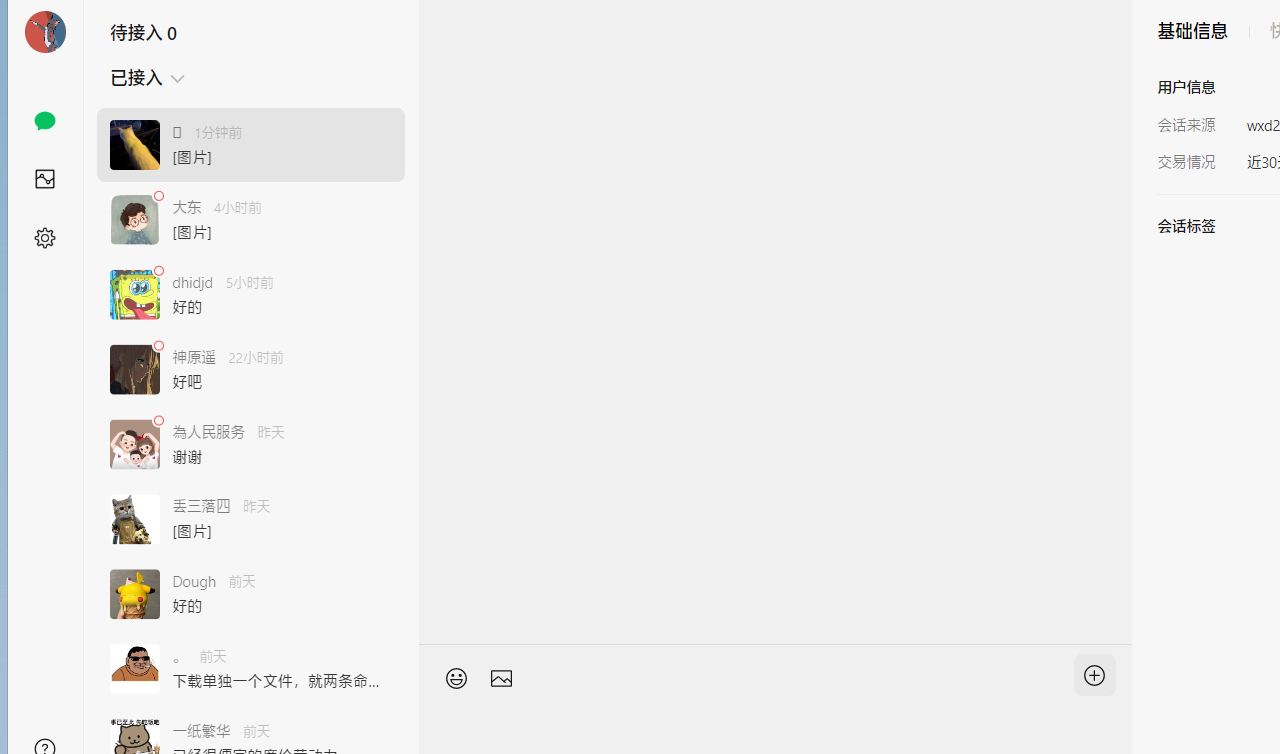 待接入 0
已接入
1分钟前
[图片]
大东 4小时前
[图片]
dhidjd 5小时前
好的
神原遥 22小时前
好吧
為人民服务 昨天
谢谢
丢三落四 昨天
[图片]
Dough 前天
好的
。 前天
下载单独一个文件，就两条命...
一纸繁华 前天
基础信息
用户信息
会话来源 wxd2
交易情况 近30
会话标签